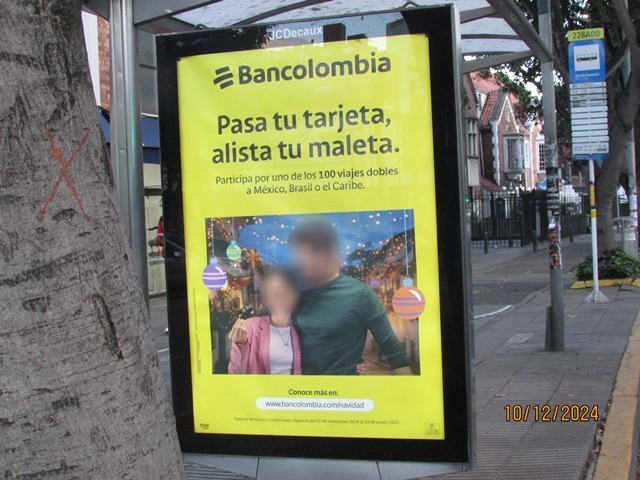 JCDecaux
Bancolombia
Pasa tu tarjeta,
alista tu maleta.
Participa por uno de los 100 viajes dobles
a México, Brasil o el Caribe.
Conoce más en:
www.bancolombia.com/navidad
228A00
10/12/2024